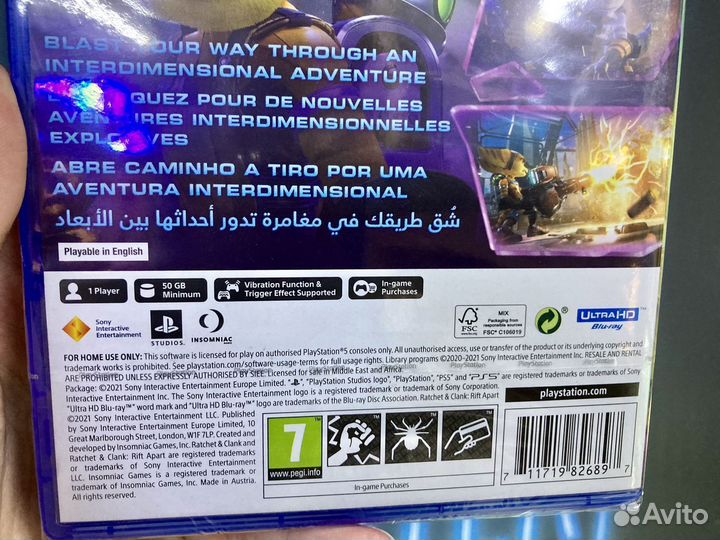 BLAST YOUR WAY THROUGH AN
INTERDIMENSIONAL ADVENTURE
QUEZ POUR DE NOUVELLES
INTERDIMENSIONNELLES
ABRE CAMINHO A TIRO POR UMA
AVENTURA INTERDIMENSIONAL
شُق طريقك في مغامرة تدور أحداثها بين الأبعاد
Playable in English
1 Player
50 GB
Minimum
Vibration Function &
Trigger Effect Supported
In-game
Purchases
Sony
Interactive
Entertainment
STUDIOS.
INSOMNIAC
FSC
MIX
Packaging from
responsible sources
FSC® C106019
ULTRA HD
Blu-ray
FOR HOME USE ONLY: This software is licensed for play on authorised PlayStation®5 consoles only. All unauthorised access, use or transfer of the product or its underlying copyright and
trademark works is prohibited. See playstation.com/software-usage-terms for full usage rights. Library programs ©2020-2021 Sony Interactive Entertainment Inc. RESALE AND RENTAL
ARE PROHIBITED UNLESS EXPRESSLY AUTHORISED BY SIEE. Licensed for sale in Europe, Middle East and Africa.
Package: ©2021 Sony Interactive Entertainment Europe Limited. " ", "PlayStation Studios logo", "PlayStation", "PS5" and "PS5" are registered trademarks or trademarks of Sony
Interactive Entertainment Inc. The Sony Interactive Entertainment logo is a registered trademark or trademark of Sony Corporation.
"Ultra HD Blu-ray™" word mark and "Ultra HD Blu-ray™" logo are trademarks of the Blu-ray Disc Association. Ratchet & Clank: Rift Apart
©2021 Sony Interactive Entertainment LLC. Published
by Sony Interactive Entertainment Europe Limited, 10
Great Marlborough Street, London, W1F 7LP. Created and
developed by Insomniac Games, Inc. Ratchet & Clank and
Ratchet & Clank: Rift Apart are registered trademarks or
trademarks of Sony Interactive Entertainment
LLC. Insomniac Games is a registered trademark of
Insomniac Games, Inc. Made in Austria.
All rights reserved.
7
www.pegi.info
In-game Purchases
playstation.com
7 11719 82689 7
Avito